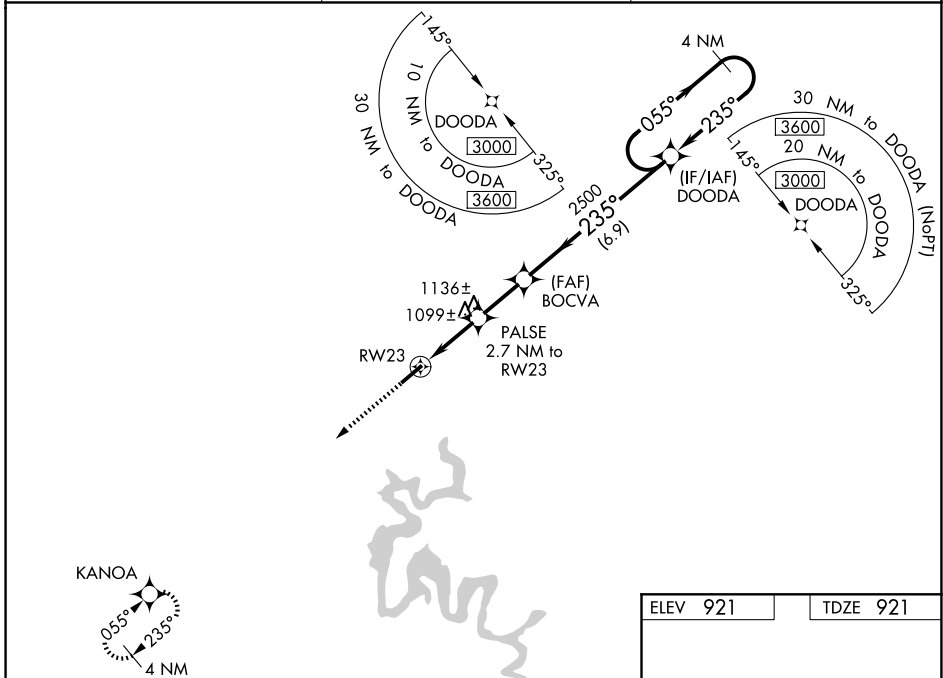 145°
10 NM to DOODA
30 NM to DOODA
DOODA
3000
3600
325°
4 NM
055°
235°
(IF/IAF)
DOODA
30 NM to DOODA (NoPT)
3600
20 NM to DOODA
145°
3000
DOODA
325°
2500
235°
(6.9)
(FAF)
BOCVA
1136±
1099±
PALSE
2.7 NM to
RW23
RW23
KANOA
055°
235°
4 NM
ELEV 921
TDZE 921